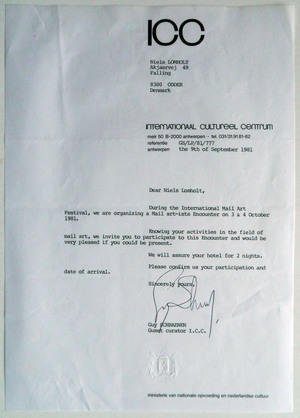 ICC
Niels LOMHOLT
Akjaervej 49
Falling
8300 ODDER
Denmark
INTERNATIONAAL CULTUREEL CENTRUM
meir 50 B-2000 antwerpen - tel. 031/31.91.81-82
referentie GS/LP/81/777
antwerpen the 9th of September 1981
Dear Niels Lomholt,
During the International Mail Art
Festival, we are organizing a Mail art-ists Encounter on 3 & 4 October
1981.
Knowing your activities in the field of
mail art, we invite you to participate to this Encounter and would be
very pleased if you could be present.
We will assure your hotel for 2 nights.
Please confirm us your participation and
date of arrival.
Sincerely yours,
Guy SCHRAENEN
Guest curator I.C.C.
ministerie van nationale opvoeding en nederlandse cultuur